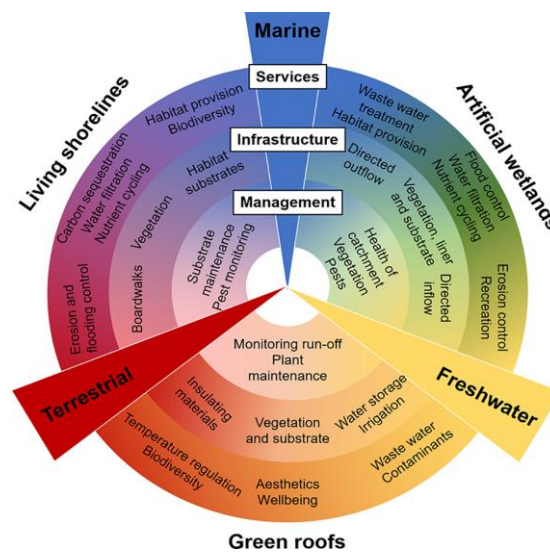 Marine
Services
Infrastructure
Management
Living shorelines
Habitat provision
Biodiversity
Carbon sequestration
Water filtration
Nutrient cycling
Erosion and
flooding control
Habitat
substrates
Vegetation
Boardwalks
Substrate
maintenance
Pest monitoring
Artificial wetlands
Waste water
treatment
Habitat provision
Flood control
Water filtration
Nutrient cycling
Erosion control
Recreation
Directed
outflow
Vegetation, liner
and substrate
Directed
inflow
Health of
catchment
Vegetation
Pests
Terrestrial
Freshwater
Monitoring run-off
Plant
maintenance
Insulating
materials
Vegetation
and substrate
Water storage
Irrigation
Temperature regulation
Biodiversity
Aesthetics
Wellbeing
Waste water
Contaminants
Green roofs